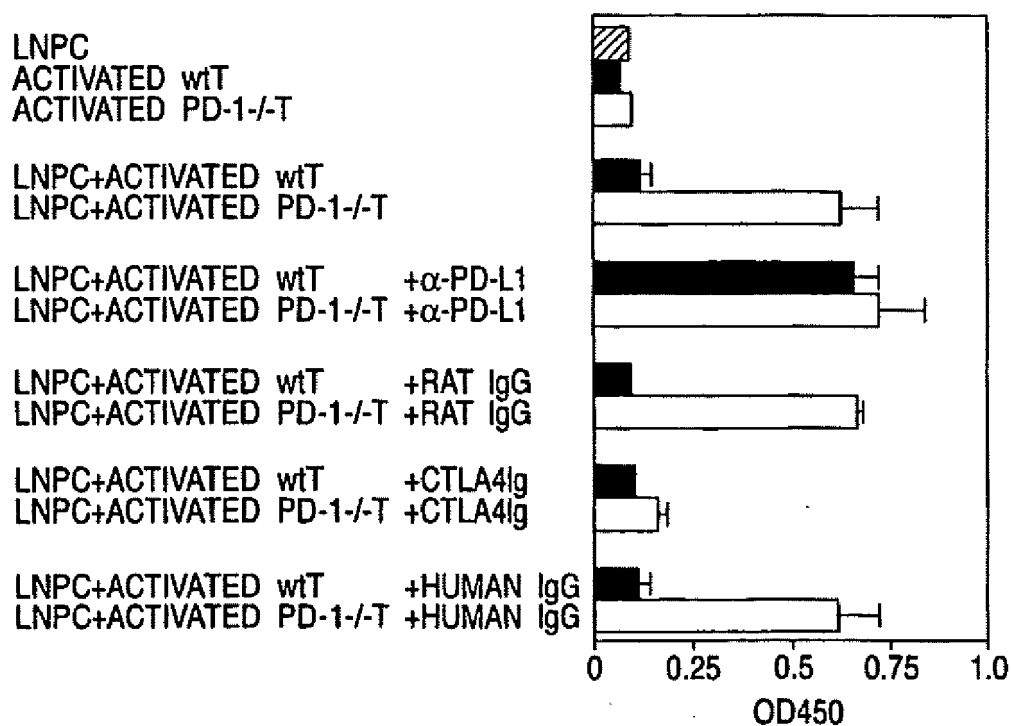 LNPC
ACTIVATED wtT
ACTIVATED PD-1-/-T
LNPC+ACTIVATED wtT
LNPC+ACTIVATED PD-1-/-T
LNPC+ACTIVATED wtT +α-PD-L1
LNPC+ACTIVATED PD-1-/-T +α-PD-L1
LNPC+ACTIVATED wtT +RAT IgG
LNPC+ACTIVATED PD-1-/-T +RAT IgG
LNPC+ACTIVATED wtT +CTLA4Ig
LNPC+ACTIVATED PD-1-/-T +CTLA4Ig
LNPC+ACTIVATED wtT +HUMAN IgG
LNPC+ACTIVATED PD-1-/-T +HUMAN IgG
0 0.25 0.5 0.75 1.0
OD450